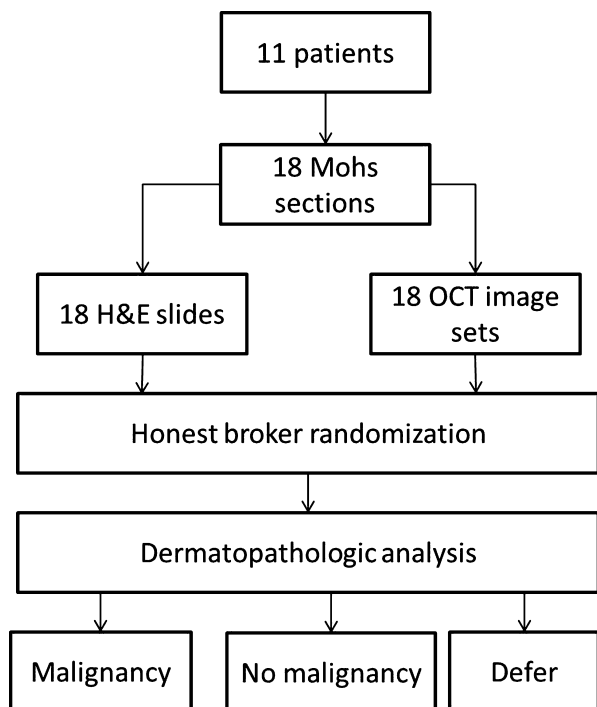 11 patients
18 Mohs
sections
18 H&E slides
18 OCT image
sets
Honest broker randomization
Dermatopathologic analysis
Malignancy
No malignancy
Defer